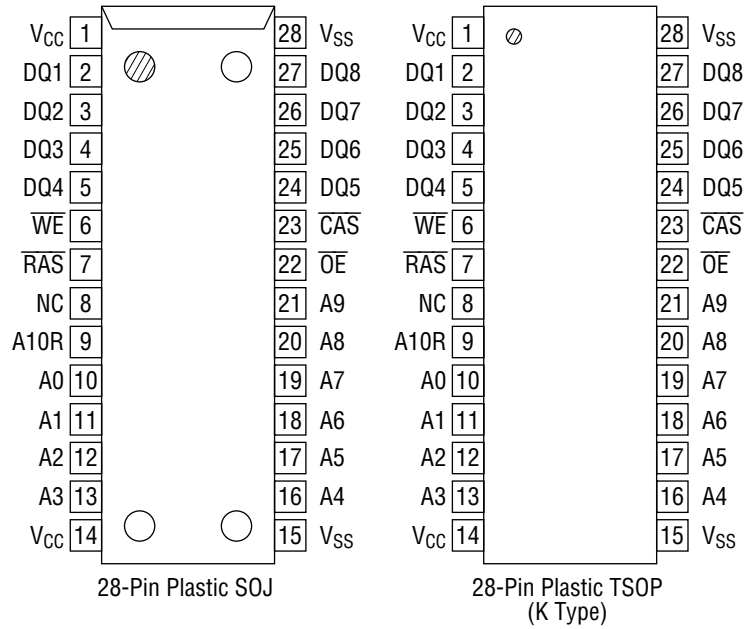 VCC 1 28 VSS
DQ1 2 27 DQ8
DQ2 3 26 DQ7
DQ3 4 25 DQ6
DQ4 5 24 DQ5
WE 6 23 CAS
RAS 7 22 OE
NC 8 21 A9
A10R 9 20 A8
A0 10 19 A7
A1 11 18 A6
A2 12 17 A5
A3 13 16 A4
VCC 14 15 VSS
28-Pin Plastic SOJ
VCC 1 28 VSS
DQ1 2 27 DQ8
DQ2 3 26 DQ7
DQ3 4 25 DQ6
DQ4 5 24 DQ5
WE 6 23 CAS
RAS 7 22 OE
NC 8 21 A9
A10R 9 20 A8
A0 10 19 A7
A1 11 18 A6
A2 12 17 A5
A3 13 16 A4
VCC 14 15 VSS
28-Pin Plastic TSOP
(K Type)